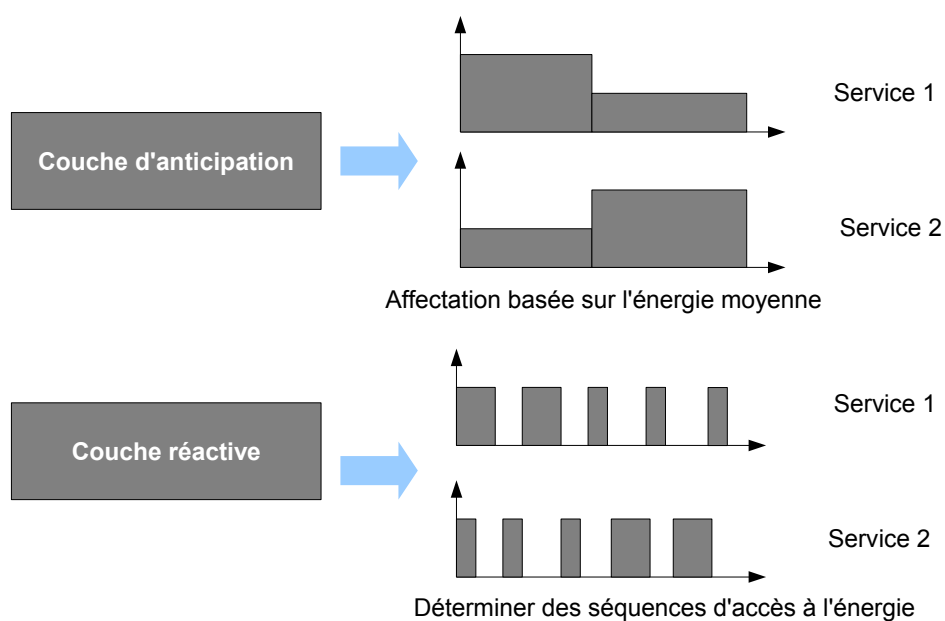 Couche d'anticipation
Service 1
Service 2
Affectation basée sur l'énergie moyenne
Couche réactive
Service 1
Service 2
Déterminer des séquences d'accès à l'énergie